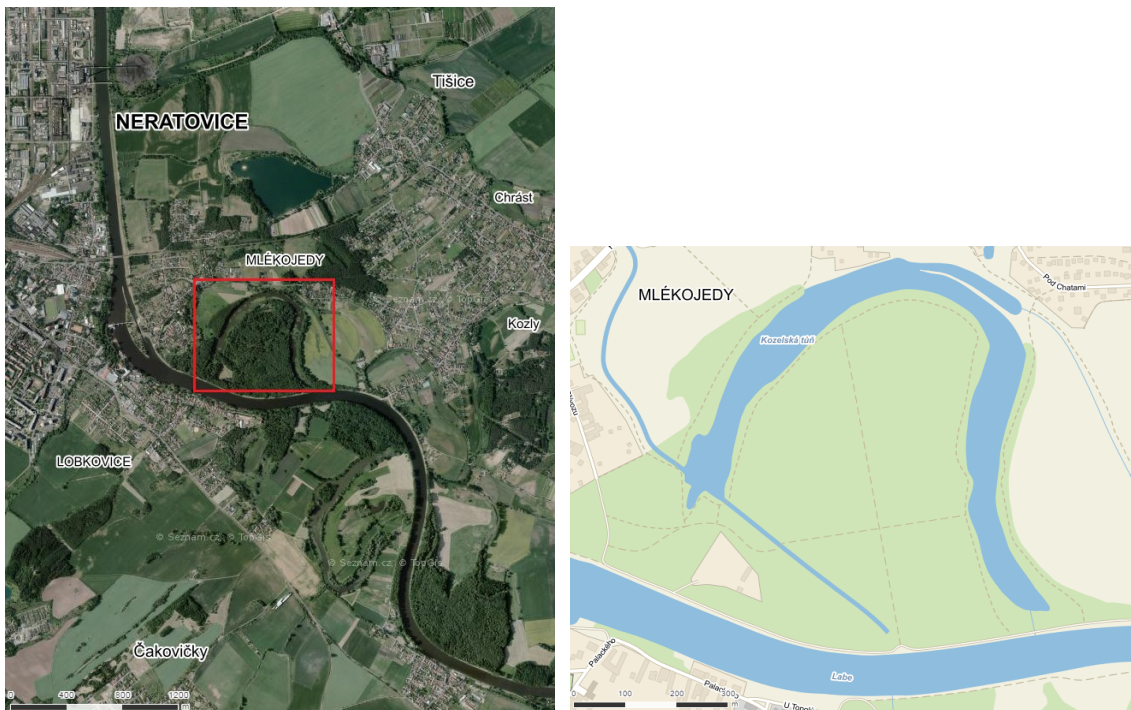 Tišice
NERATOVICE
Chrást
MLÉKOJEDY
© Seznam.cz, © TopGis
Kozly
LOBKOVICE
© Seznam.cz, © TopGis
© Seznam.cz, © TopGis
Čakovičky
0 400 800 1200
m
MLÉKOJEDY
Pod Chatami
Kozelská tůň
Palackého
Labe
0 100 200 300
m